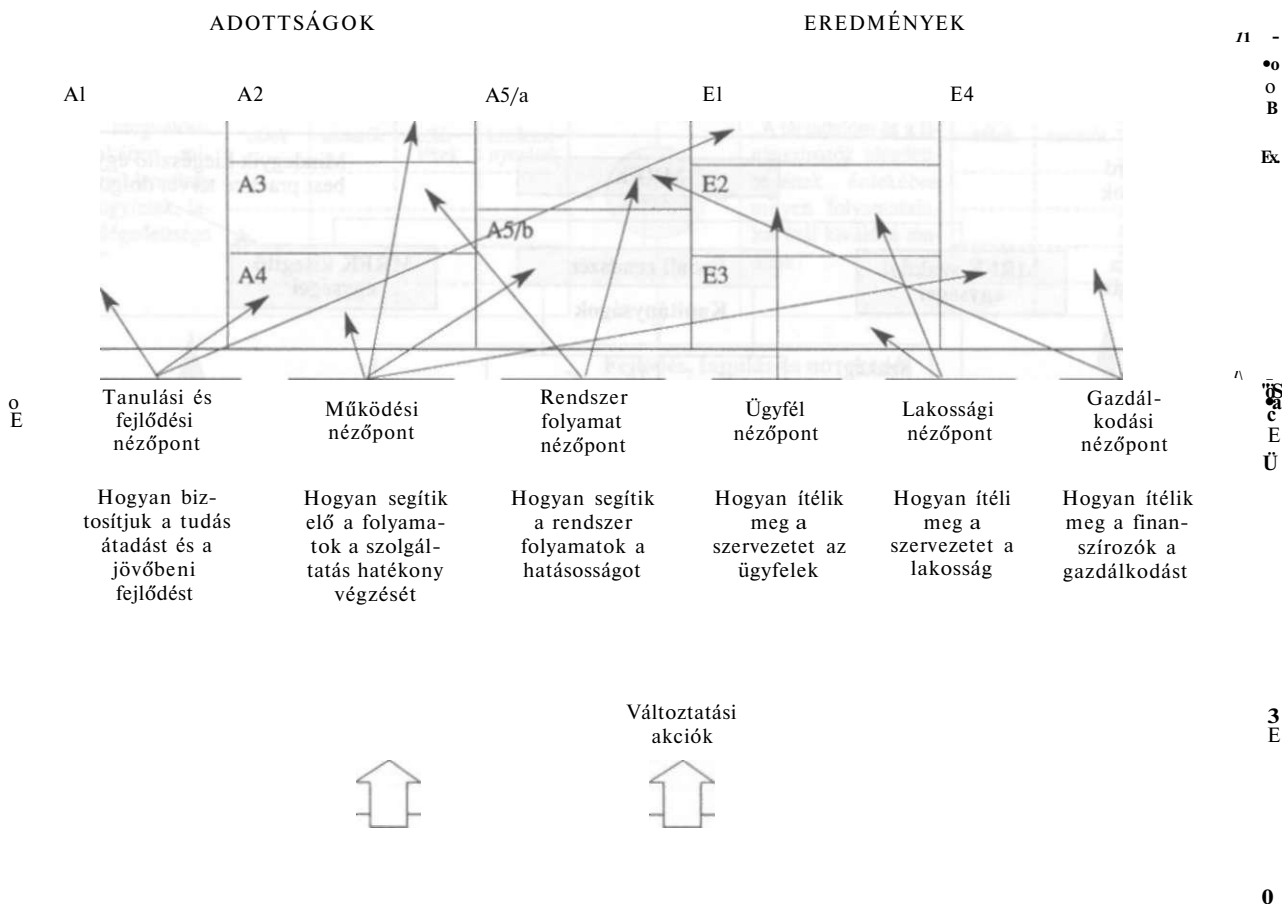 ADOTTSÁGOK
EREDMÉNYEK
A1
A2
A5/a
E1
E4
A3
E2
A5/b
A4
E3
Tanulási és
fejlődési
nézőpont
Működési
nézőpont
Rendszer
folyamat
nézőpont
Ügyfél
nézőpont
Lakossági
nézőpont
Gazdál-
kodási
nézőpont
Hogyan biz-
tosítjuk a tudás
átadást és a
jövőbeni
fejlődést
Hogyan segítik
elő a folyama-
tok a szolgál-
tatás hatékony
végzését
Hogyan segítik
a rendszer
folyamatok a
hatásosságot
Hogyan ítélik
meg a
szervezetet az
ügyfelek
Hogyan ítéli
meg a
szervezetet a
lakosság
Hogyan ítélik
meg a finan-
szírozók a
gazdálkodást
Változtatási
akciók